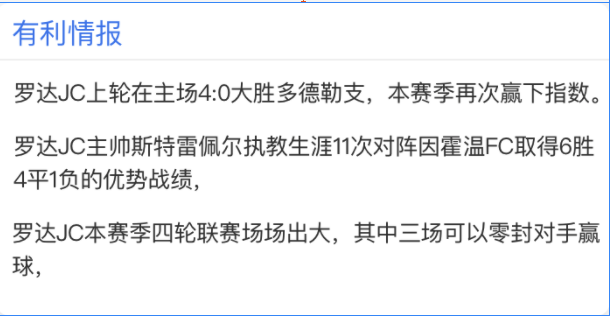 有利情报
罗达JC上轮在主场4:0大胜多德勒支，本赛季再次赢下指数。
罗达JC主帅斯特雷佩尔执教生涯11次对阵因霍温FC取得6胜
4平1负的优势战绩，
罗达JC本赛季四轮联赛场场出大，其中三场可以零封对手赢
球，